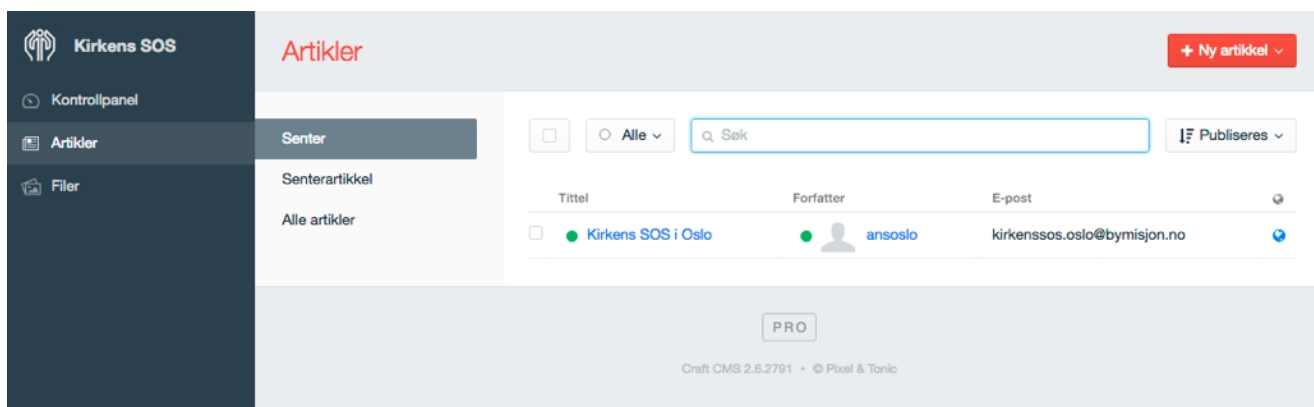 Kirkens SOS
Kontrollpanel
Artikler
Filer
Artikler
+ Ny artikkel
Senter
Senterartikkel
Alle artikler
Alle
Søk
Publiseres
Tittel Forfatter E-post
Kirkens SOS i Oslo ansoslo kirkenssos.oslo@bymisjon.no
PRO
Craft CMS 2.6.2791 • © Pixel & Tonic